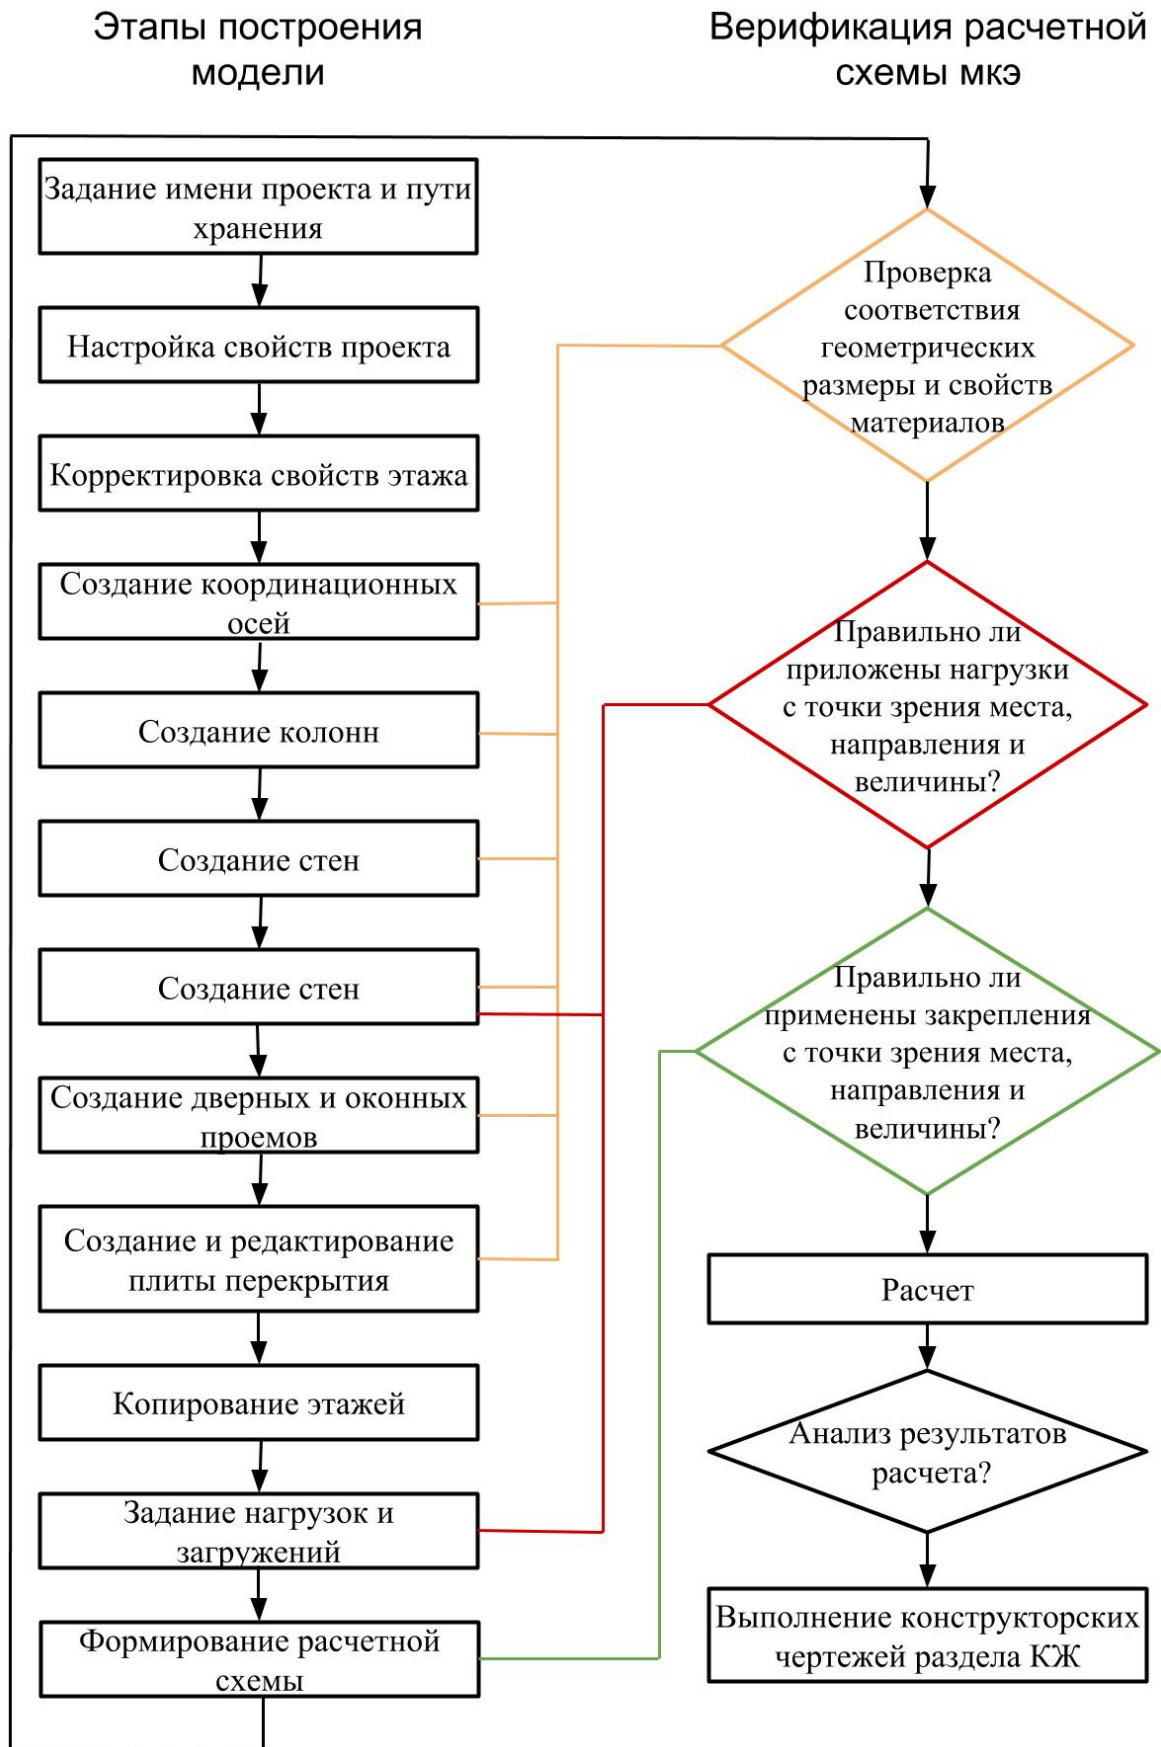 Этапы построения
модели
Верификация расчетной
схемы мкэ
Задание имени проекта и пути
хранения
Настройка свойств проекта
Корректировка свойств этажа
Создание координационных
осей
Создание колонн
Создание стен
Создание стен
Создание дверных и оконных
проемов
Создание и редактирование
плиты перекрытия
Копирование этажей
Задание нагрузок и
загружений
Формирование расчетной
схемы
Проверка
соответствия
геометрических
размеры и свойств
материалов
Правильно ли
приложены нагрузки
с точки зрения места,
направления и
величины?
Правильно ли
применены закрепления
с точки зрения места,
направления и
величины?
Расчет
Анализ результатов
расчета?
Выполнение конструкторских
чертежей раздела КЖ